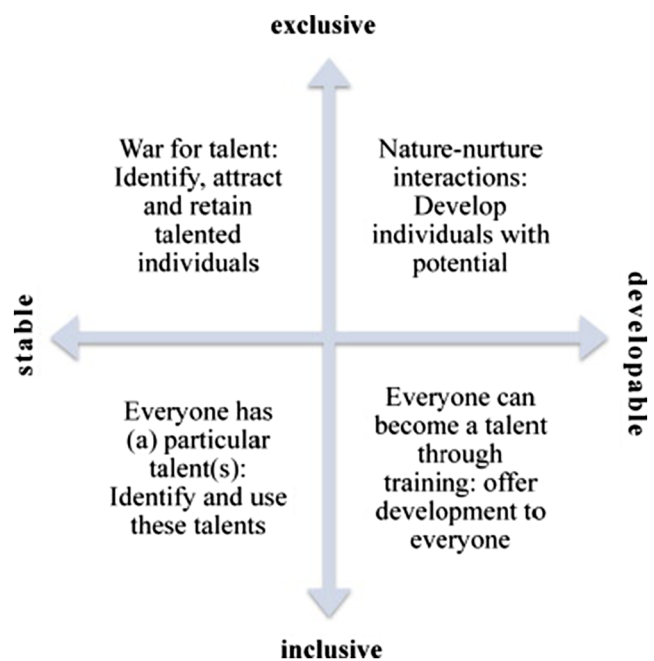 exclusive
War for talent:
Identify, attract
and retain
talented
individuals
Nature-nurture
interactions:
Develop
individuals with
potential
stable
developable
Everyone has
(a) particular
talent(s):
Identify and use
these talents
Everyone can
become a talent
through
training: offer
development to
everyone
inclusive